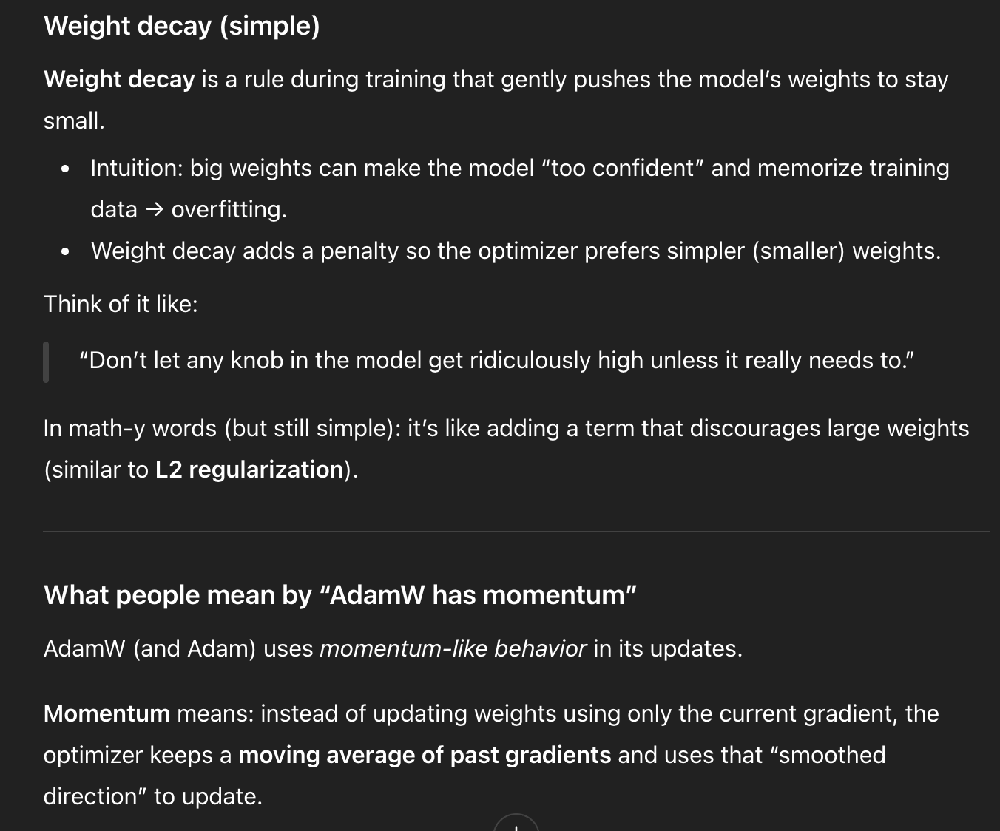 Weight decay (simple)
Weight decay is a rule during training that gently pushes the model’s weights to stay
small.
• Intuition: big weights can make the model “too confident” and memorize training
data → overfitting.
• Weight decay adds a penalty so the optimizer prefers simpler (smaller) weights.
Think of it like:
“Don’t let any knob in the model get ridiculously high unless it really needs to.”
In math-y words (but still simple): it’s like adding a term that discourages large weights
(similar to L2 regularization).
What people mean by “AdamW has momentum”
AdamW (and Adam) uses momentum-like behavior in its updates.
Momentum means: instead of updating weights using only the current gradient, the
optimizer keeps a moving average of past gradients and uses that “smoothed
direction” to update.